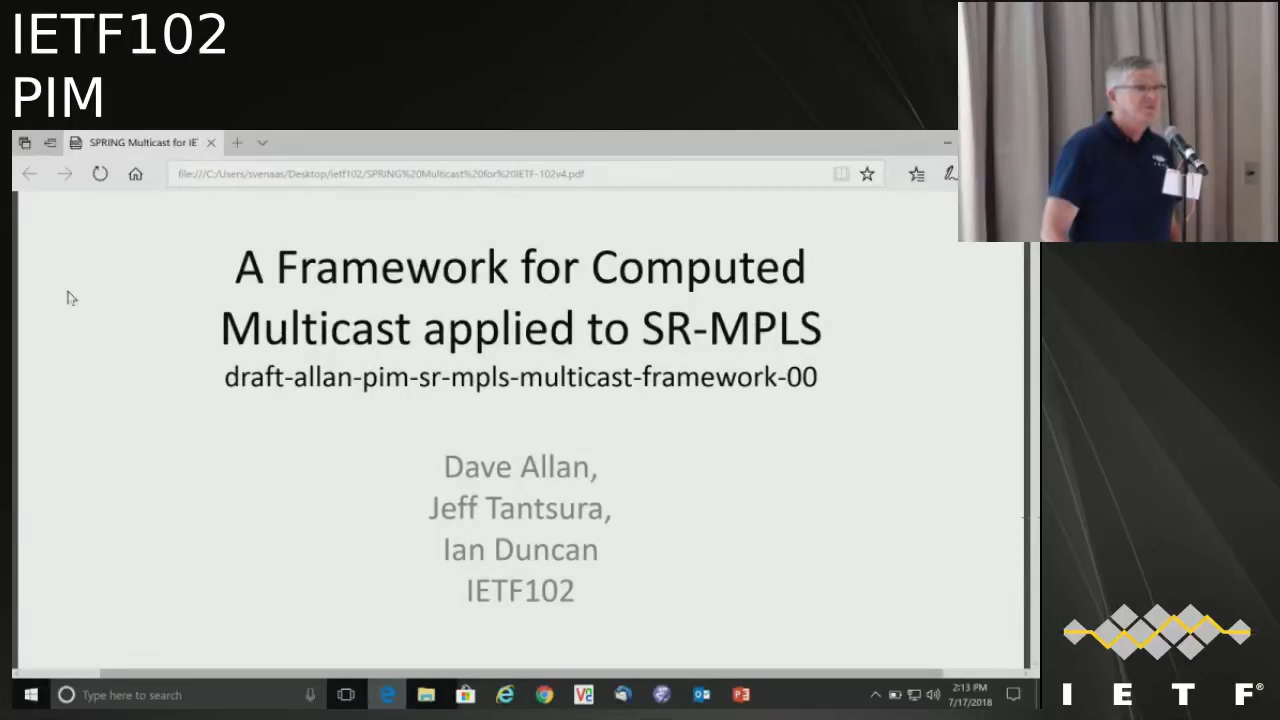 IETF102
PIM
SPRING Multicast for IE
file:///C:/Users/svenaas/Desktop/ietf102/SPRING%20Multicast%20for%20IETF-102v4.pdf
A Framework for Computed
Multicast applied to SR-MPLS
draft-allan-pim-sr-mpls-multicast-framework-00
Dave Allan,
Jeff Tantsura,
Ian Duncan
IETF102
Type here to search
2:13 PM
7/17/2018
I E T F®